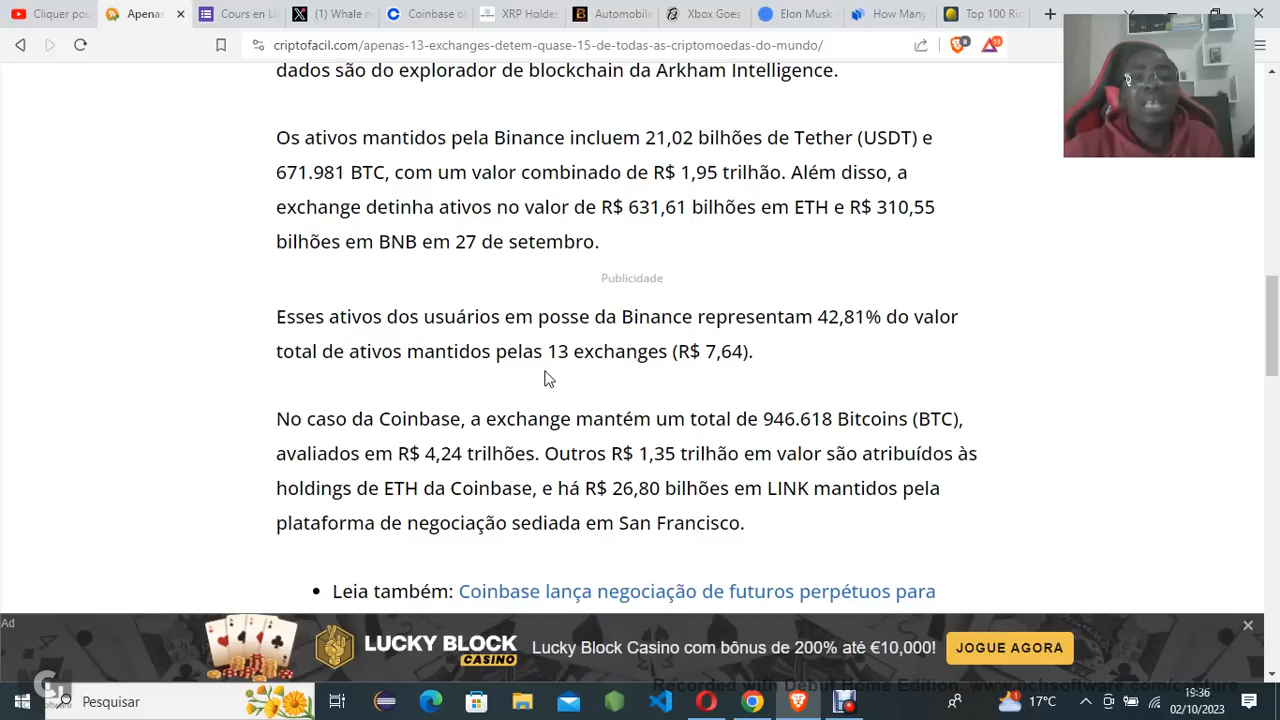 Cliquer pou
Apenas
Cours en Li
(1) Whale n
Coinbase ol
XRP Holder
Automobile
Xbox Goes
Elon Musk a
How Many
Top 100 Ric
criptofacil.com/apenas-13-exchanges-detem-quase-15-de-todas-as-criptomoedas-do-mundo/
dados são do explorador de blockchain da Arkham Intelligence.
Os ativos mantidos pela Binance incluem 21,02 bilhões de Tether (USDT) e
671.981 BTC, com um valor combinado de R$ 1,95 trilhão. Além disso, a
exchange detinha ativos no valor de R$ 631,61 bilhões em ETH e R$ 310,55
bilhões em BNB em 27 de setembro.
Publicidade
Esses ativos dos usuários em posse da Binance representam 42,81% do valor
total de ativos mantidos pelas 13 exchanges (R$ 7,64).
No caso da Coinbase, a exchange mantém um total de 946.618 Bitcoins (BTC),
avaliados em R$ 4,24 trilhões. Outros R$ 1,35 trilhão em valor são atribuídos às
holdings de ETH da Coinbase, e há R$ 26,80 bilhões em LINK mantidos pela
plataforma de negociação sediada em San Francisco.
Leia também: Coinbase lança negociação de futuros perpétuos para
Ad
LUCKY BLOCK
CASINO
Lucky Block Casino com bônus de 200% até €10,000!
JOGUE AGORA
Recorded with Debut Home Edition. www.nchsoftware.com/capture
Pesquisar
17°C
19:36
02/10/2023